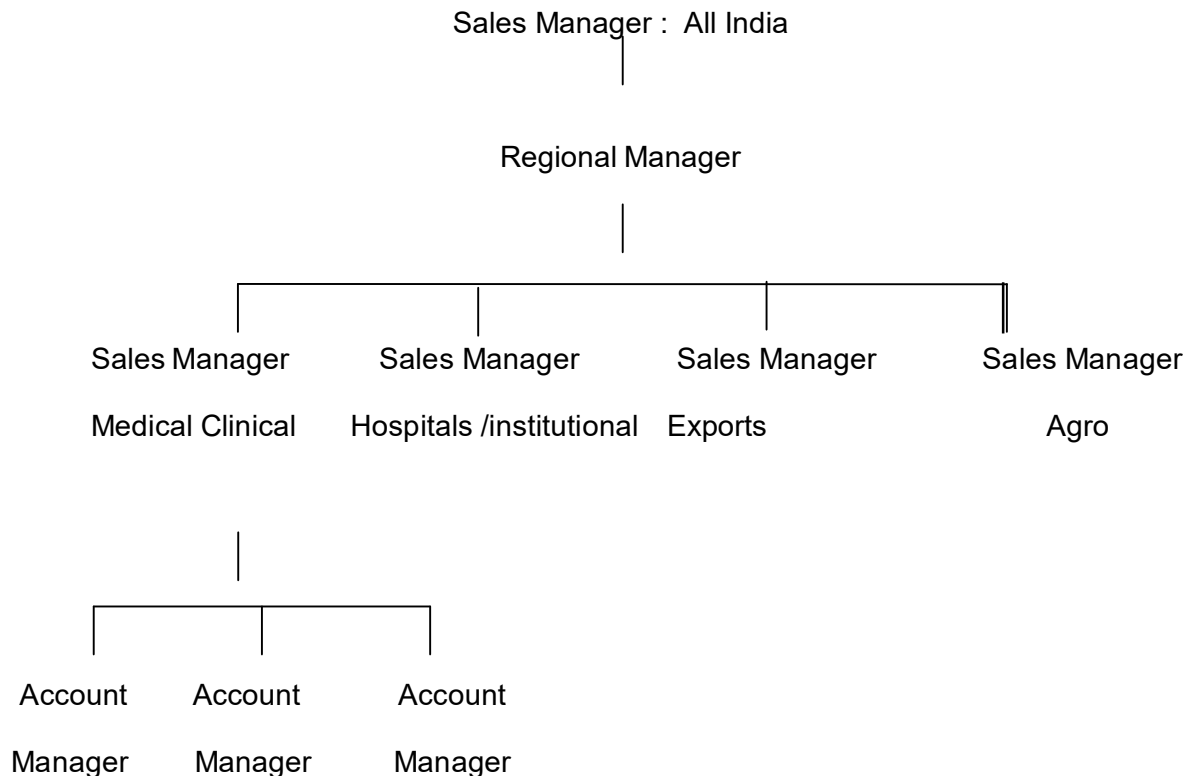 Sales Manager : All India
Regional Manager
Sales Manager Sales Manager Sales Manager Sales Manager
Medical Clinical Hospitals /institutional Exports Agro
Account Account Account
Manager Manager Manager